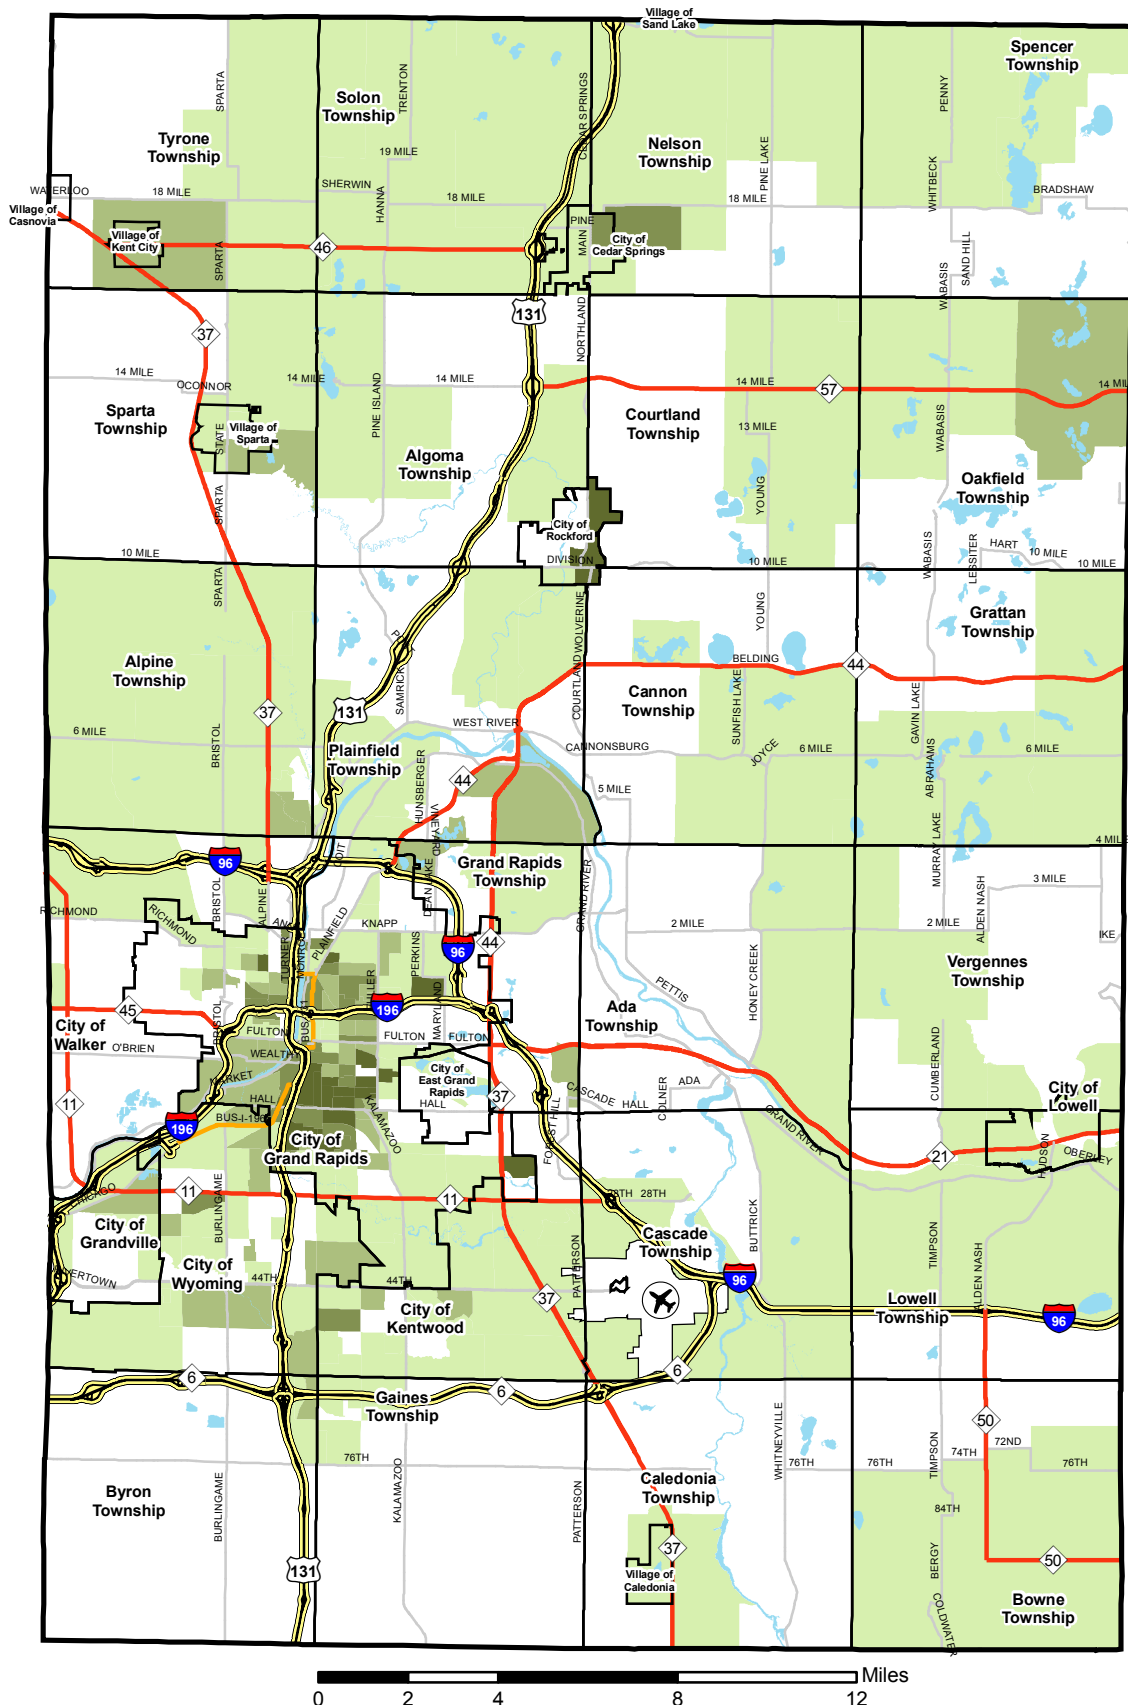 Village of
Sand Lake
Spencer
Township
SPARTA
TRENTON
Solon
Township
CEDAR SPRINGS
PENNY
Tyrone
Township
Nelson
Township
19 MILE
PINE LAKE
WHITBECK
WATERLOO
18 MILE
SHERWIN
HANNA
18 MILE
18 MILE
BRADSHAW
Village of
Casnovia
Village of
Kent City
SPARTA
46
PINE
MAIN
City of
Cedar Springs
SAND HILL
WABASIS
131
37
NORTHLAND
14 MILE
OCONNOR
14 MILE
14 MILE
14 MILE
57
Sparta
Township
PINE ISLAND
Courtland
Township
WABASIS
Village of
Sparta
STATE
13 MILE
Algoma
Township
Oakfield
Township
SPARTA
YOUNG
City of
Rockford
10 MILE
DIVISION
10 MILE
WABASIS
LESSITER
HART
10 MILE
10 MILE
SPARTA
COURTLAND
WOLVERINE
YOUNG
Grattan
Township
Alpine
Township
BELDING
44
SAMRICK
Cannon
Township
SUNFISH LAKE
GAVIN LAKE
37
131
WEST RIVER
6 MILE
BRISTOL
Plainfield
Township
CANNONSBURG
JOYCE
6 MILE
ABRAHAMS
6 MILE
HUNSBERGER
44
5 MILE
VINEYARD
MURRAY LAKE
4 MILE
96
COIT
DEAN LAKE
Grand Rapids
Township
GRAND RIVER
3 MILE
ALDEN NASH
RICHMOND
RICHMOND
BRISTOL
ALPINE
PLAINFIELD
KNAPP
2 MILE
2 MILE
IKE
TURNER
MONROE
PERKINS
96
44
HONEY CREEK
Vergennes
Township
FULLER
MARYLAND
PETTIS
45
BRISTOL
196
Ada
Township
City of
Walker
O'BRIEN
FULTON
FULTON
FULTON
WEALTHY
CUMBERLAND
MARKET
City of
East Grand
Rapids
HALL
HALL
37
CASCADE
HALL
COLNER
ADA
City of
Lowell
11
196
BUS-I-196
KALAMAZOO
FOREST HILL
GRAND RIVER
City of
Grand Rapids
21
HUDSON
OBERLEY
11
11
28TH
City of
Grandville
BURLINGAME
Cascade
Township
BUTTRICK
TIMPSON
City of
Wyoming
PATTERSON
ALDEN NASH
44TH
44TH
96
37
City of
Kentwood
Lowell
Township
96
6
6
6
Gaines
Township
50
WHITNEYVILLE
TIMPSON
72ND
74TH
76TH
76TH
76TH
76TH
BURLINGAME
KALAMAZOO
PATTERSON
Caledonia
Township
Byron
Township
84TH
37
131
BERGY
50
Village of
Caledonia
Bowne
Township
COLDWATER
Miles
0 2 4 8 12